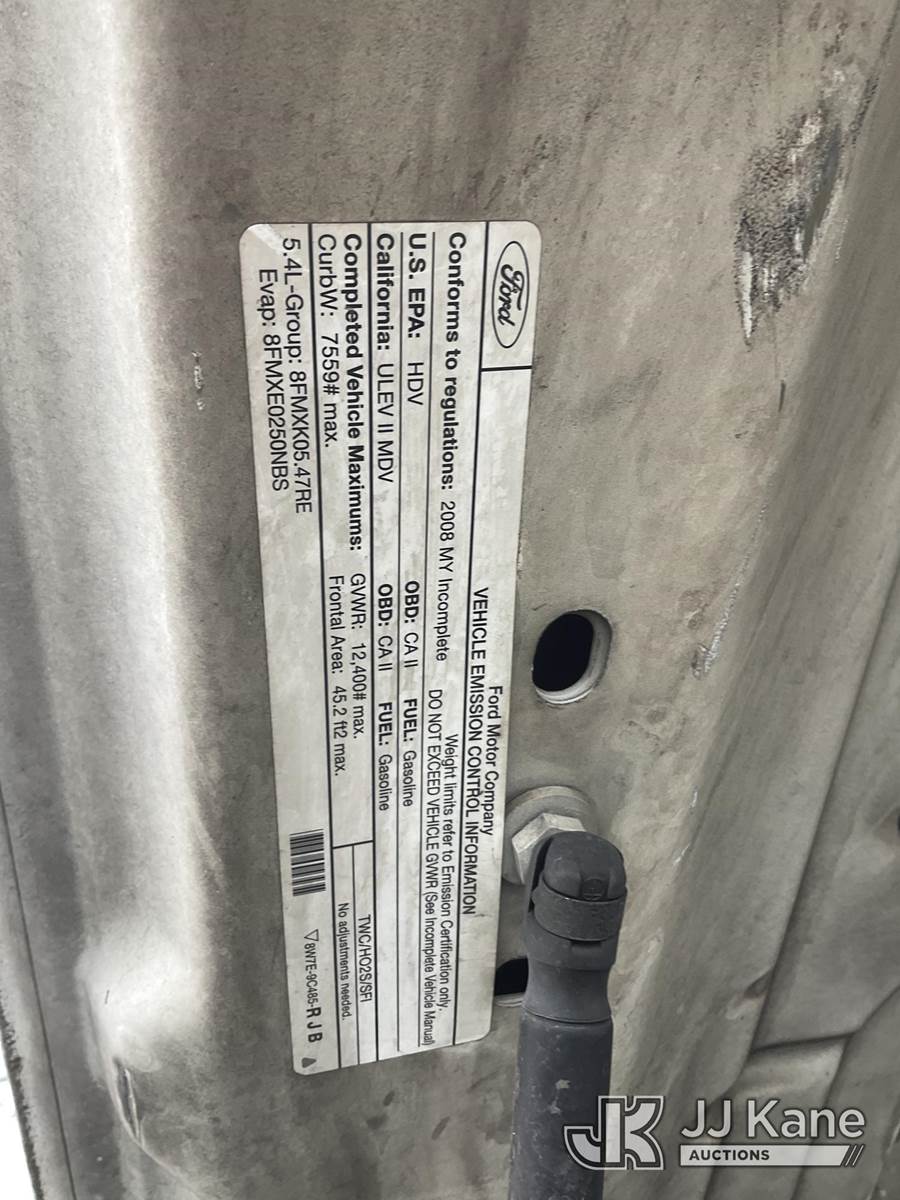 Ford
Ford Motor Company
VEHICLE EMISSION CONTROL INFORMATION
Conforms to regulations: 2008 MY Incomplete
Weight limits refer to Emission Certification only.
DO NOT EXCEED VEHICLE GVWR (See Incomplete Vehicle Manual)
U.S. EPA: HDV OBD: CA II FUEL: Gasoline
California: ULEV II MDV OBD: CA II FUEL: Gasoline
Completed Vehicle Maximums: GVWR: 12,400# max.
CurbW: 7559# max. Frontal Area: 45.2 ft2 max.
TWC/HO2S/SFI
No adjustments needed.
5.4L-Group: 8FMXK05.47RE
Evap: 8FMXE0250NBS
8W7E-9C485-R J B
JK JJ Kane
AUCTIONS